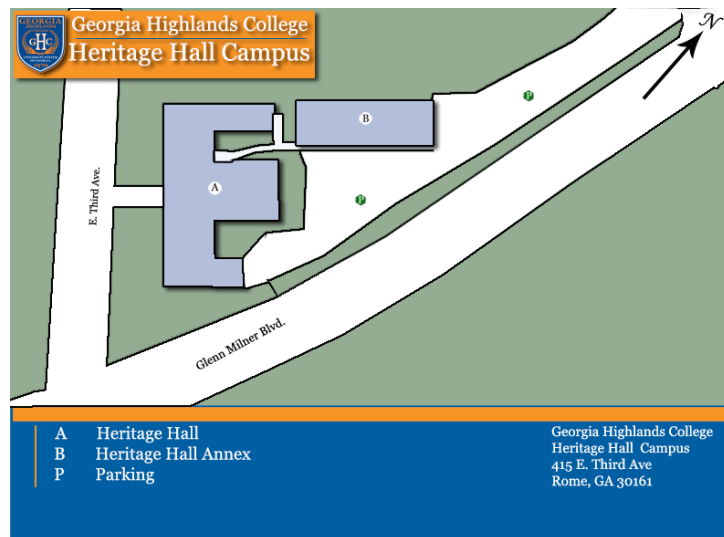 GEORGIA
HIGHLANDS
GHC
1970
Georgia Highlands College
Heritage Hall Campus
N
P
B
A
P
E. Third Ave.
Glenn Milner Blvd.
A Heritage Hall
B Heritage Hall Annex
P Parking
Georgia Highlands College
Heritage Hall Campus
415 E. Third Ave
Rome, GA 30161